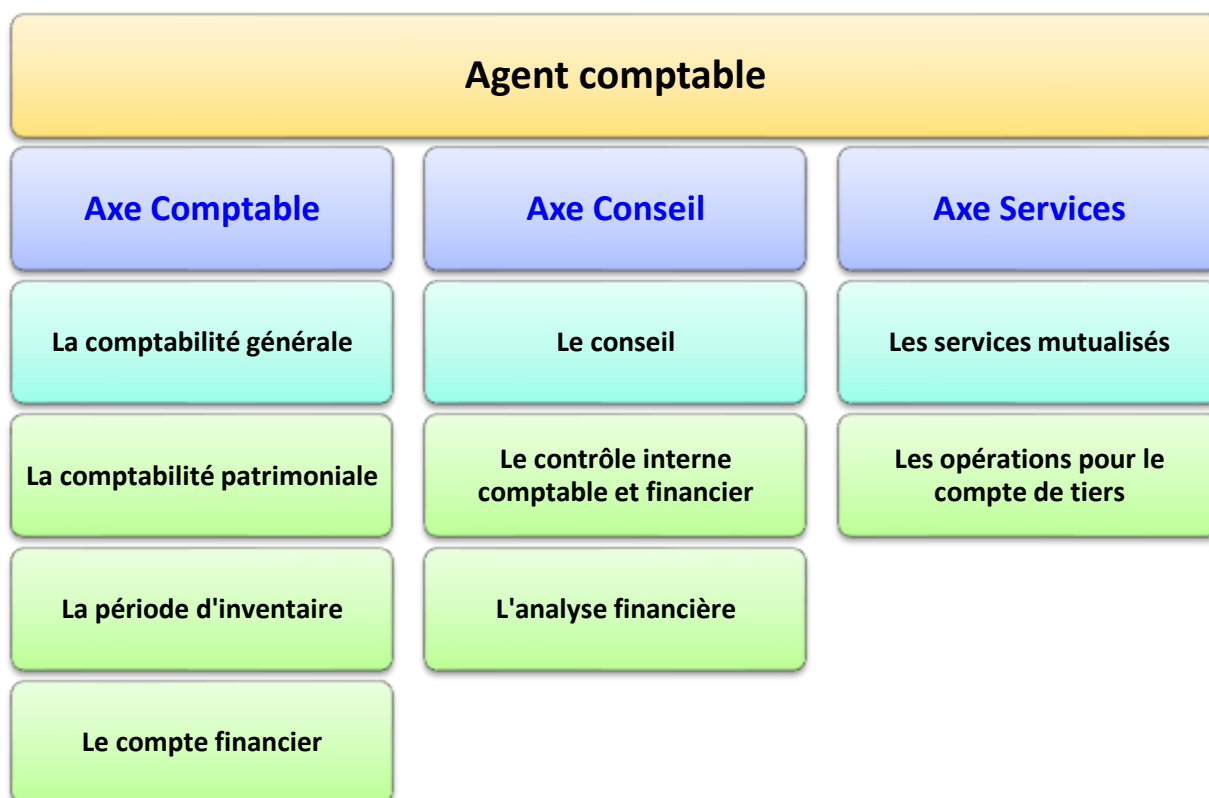 Agent comptable
Axe Comptable
Axe Conseil
Axe Services
La comptabilité générale
Le conseil
Les services mutualisés
La comptabilité patrimoniale
Le contrôle interne
comptable et financier
Les opérations pour le
compte de tiers
La période d'inventaire
L'analyse financière
Le compte financier